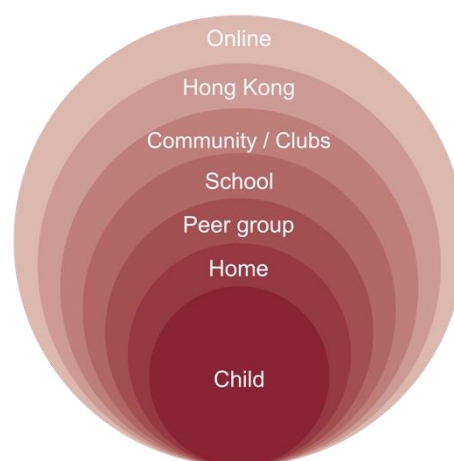 Online
Hong Kong
Community / Clubs
School
Peer group
Home
Child